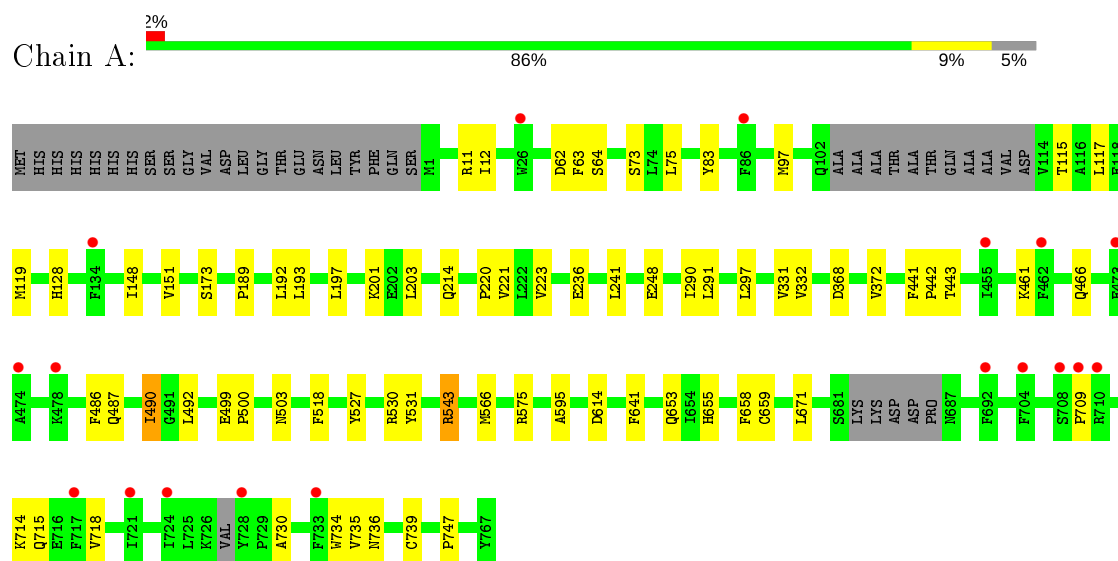 2%
Chain A:
86% 9% 5%
MET HIS HIS HIS HIS HIS HIS SER SER GLY VAL ASP LEU GLY THR GLU ASN LEU TYR PHE GLN SER M1 R11 I12 W26 D62 F63 S64 S73 L74 L75 Y83 F86 M97 Q102 ALA ALA ALA THR ALA THR GLN ALA ALA VAL ASP V114 T115 A116 L117 E118
M119 H128 F134 I148 V151 S173 P189 L192 L193 L197 K201 E202 L203 Q214 P220 V221 L222 V223 E236 L241 E248 I290 L291 L297 V331 V332 D368 V372 F441 P442 T443 I455 K461 F462 Q466 E473
A474 K478 F486 Q487 I490 G491 L492 E499 P500 N503 F518 Y527 R530 Y531 R543 M566 R575 A595 D614 F641 Q653 I654 H655 F658 C659 L671 S681 LYS LYS ASP ASP PRO N687 F692 F704 S708 P709 R710
K714 Q715 E716 F717 V718 I721 I724 L725 K726 VAL Y728 P729 A730 F733 W734 V735 N736 C739 P747 Y767